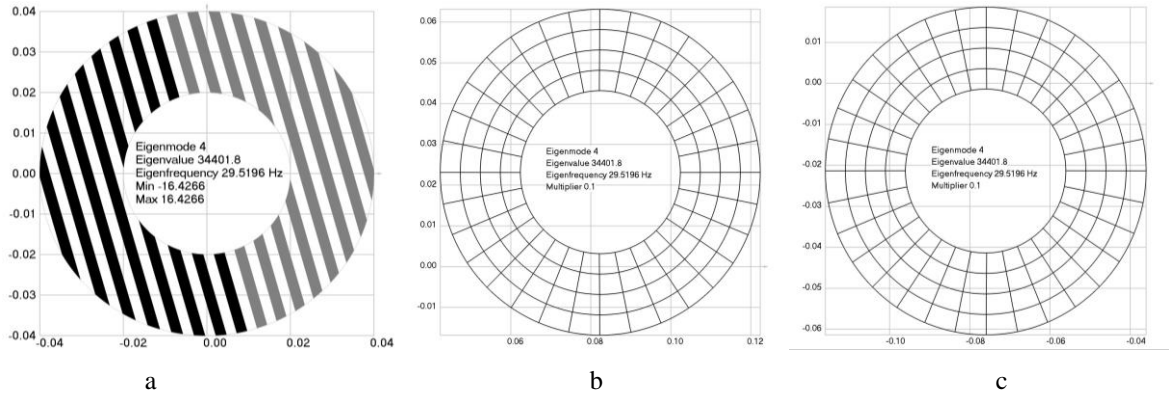 0.04
0.03
0.02
0.01
0.00
-0.01
-0.02
-0.03
-0.04
-0.04
-0.02
0.00
0.02
0.04
Eigenmode 4
Eigenvalue 34401.8
Eigenfrequency 29.5196 Hz
Min -16.4266
Max 16.4266
a
0.06
0.05
0.04
0.03
0.02
0.01
0.00
-0.01
0.06
0.08
0.10
0.12
Eigenmode 4
Eigenvalue 34401.8
Eigenfrequency 29.5196 Hz
Multiplier 0.1
b
0.01
0.00
-0.01
-0.02
-0.03
-0.04
-0.05
-0.06
-0.10
-0.08
-0.06
-0.04
Eigenmode 4
Eigenvalue 34401.8
Eigenfrequency 29.5196 Hz
Multiplier 0.1
c